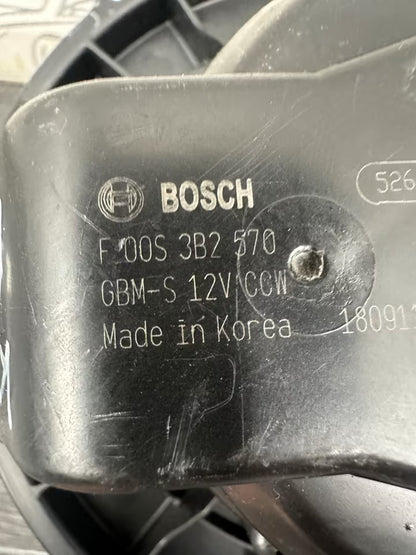 BOSCH
526
F 00S 3B2 570
GBM-S 12V CCW
Made in Korea
180911